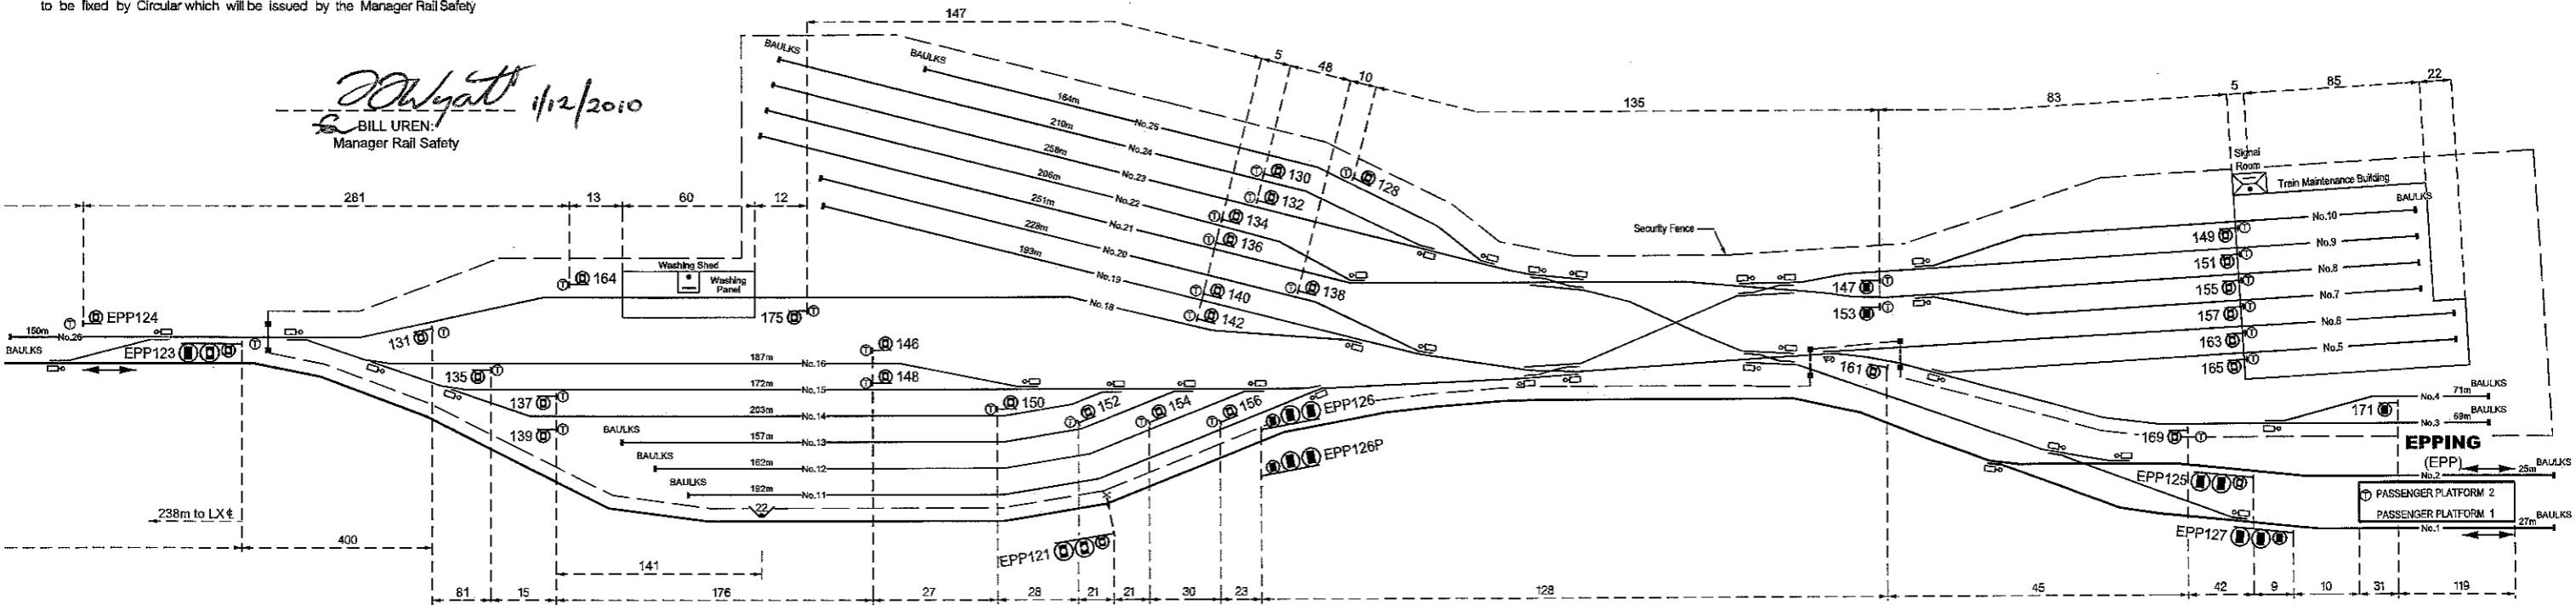 to be fixed by Circular which will be issued by the Manager Rail Safety
1/12/2010
BILL UREN:
Manager Rail Safety
147
5
48
10
135
83
5
85
22
281
13
60
12
BAULKS
BAULKS
164m
No.25
210m
No.24
258m
No.23
206m
No.22
251m
No.21
228m
No.20
193m
No.19
No.18
130
128
132
134
136
138
140
142
Security Fence
Signal
Room
Train Maintenance Building
BAULKS
No.10
No.9
No.8
No.7
No.6
No.5
149
151
155
157
163
165
147
153
161
164
Washing Shed
Washing
Panel
175
EPP124
150m
No.26
BAULKS
EPP123
131
135
137
139
187m
No.16
172m
No.15
203m
No.14
BAULKS
157m
No.13
BAULKS
162m
No.12
BAULKS
192m
No.11
146
148
150
152
154
156
EPP126
EPP126P
EPP121
22
238m to LX
171
No.4
71m
BAULKS
No.3
69m
BAULKS
169
EPPING
(EPP)
No.2
25m
BAULKS
EPP125
PASSENGER PLATFORM 2
PASSENGER PLATFORM 1
No.1
27m
BAULKS
EPP127
400
141
81
15
176
27
28
21
21
30
23
128
45
42
9
10
31
119